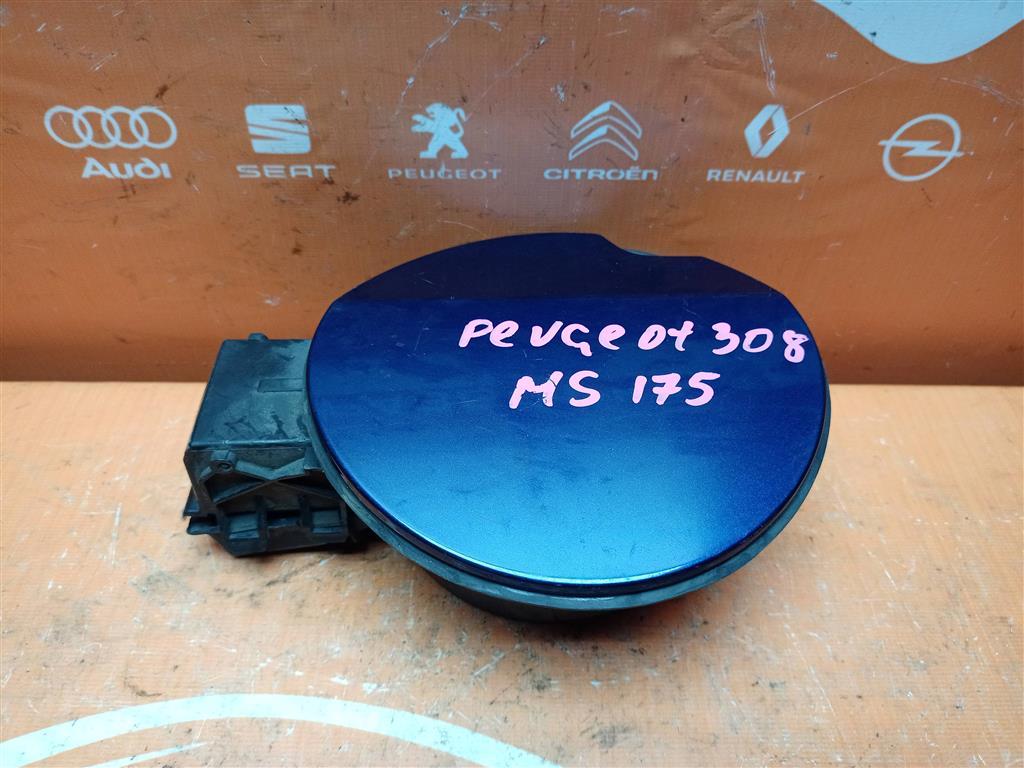 AUDI
SEAT
PEUGEOT
CITROËN
RENAULT
PEUGEOT 308
MS 175